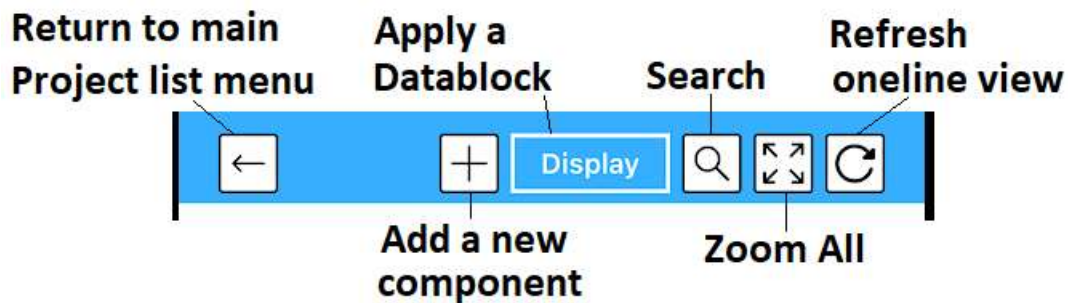 Return to main
Project list menu
Apply a
Datablock
Search
Refresh
oneline view
Display
Add a new
component
Zoom All